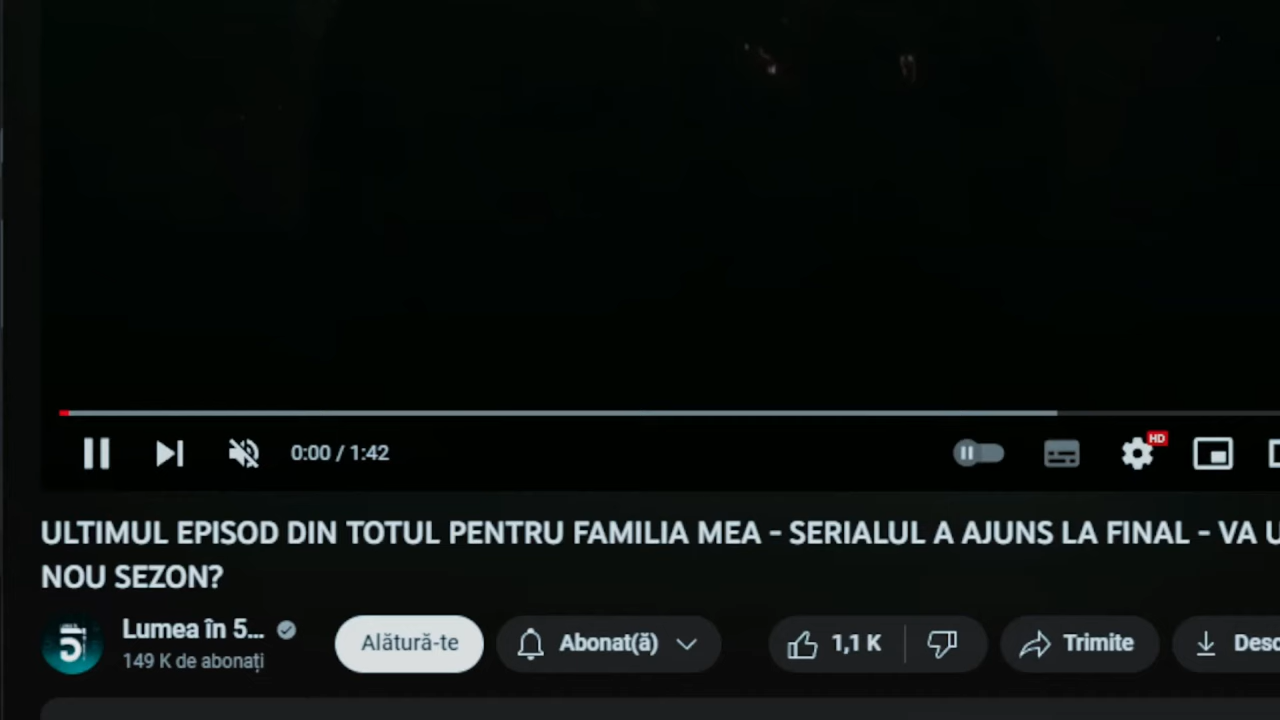 HD
0:00 / 1:42
ULTIMUL EPISOD DIN TOTUL PENTRU FAMILIA MEA - SERIALUL A AJUNS LA FINAL - VA
NOU SEZON?
Lumea în 5...
149 K de abonați
Alătură-te
Abonat(ă)
1,1 K
Trimite
5